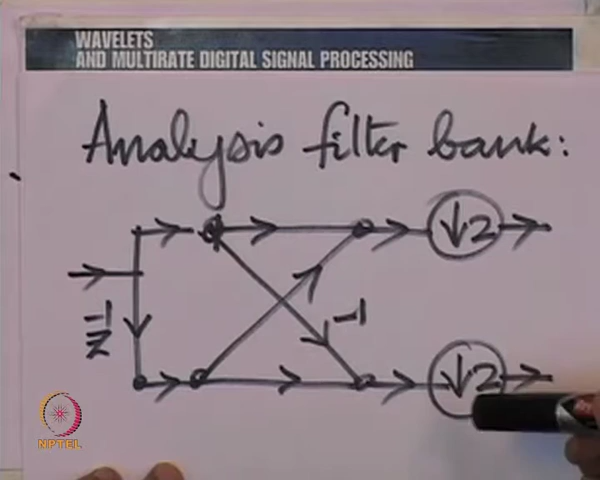 WAVELETS
AND MULTIRATE DIGITAL SIGNAL PROCESSING
Analysis filter bank:
↓2
z⁻¹
-1
↓2
NPTEL